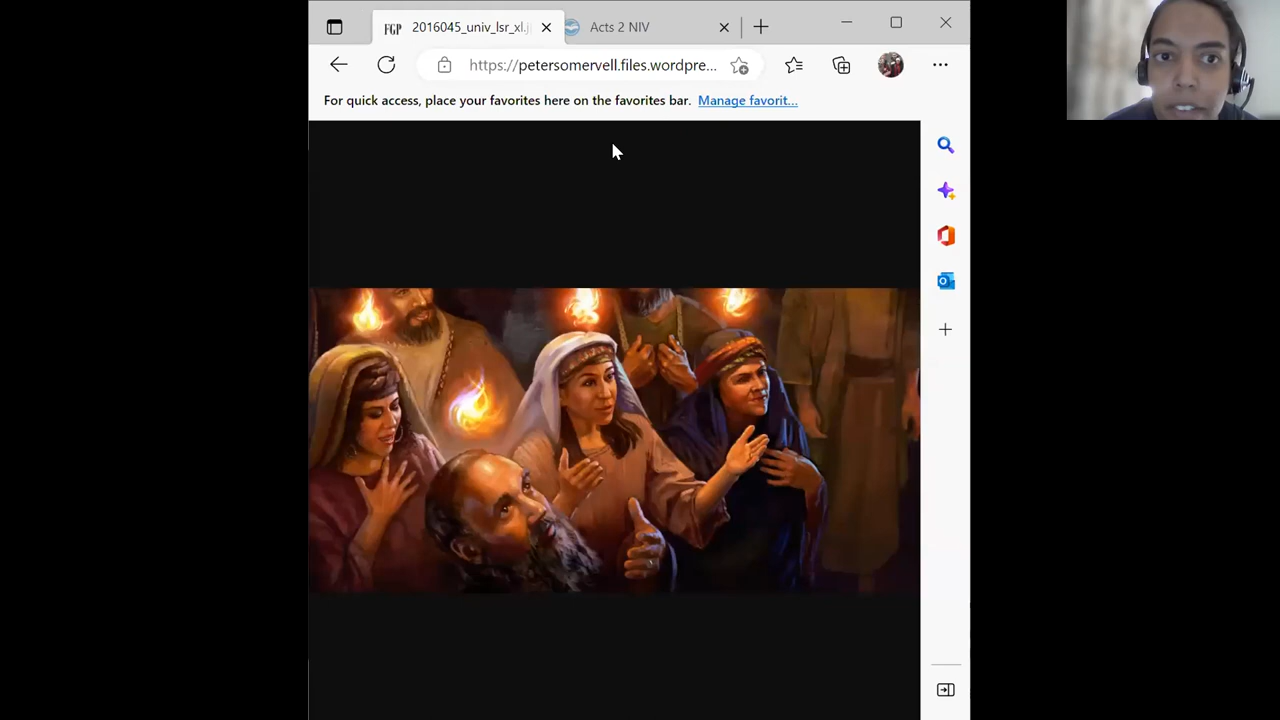 FGP 2016045_univ_lsr_xl.j
Acts 2 NIV
https://petersomervell.files.wordpre...
For quick access, place your favorites here on the favorites bar. Manage favorit...